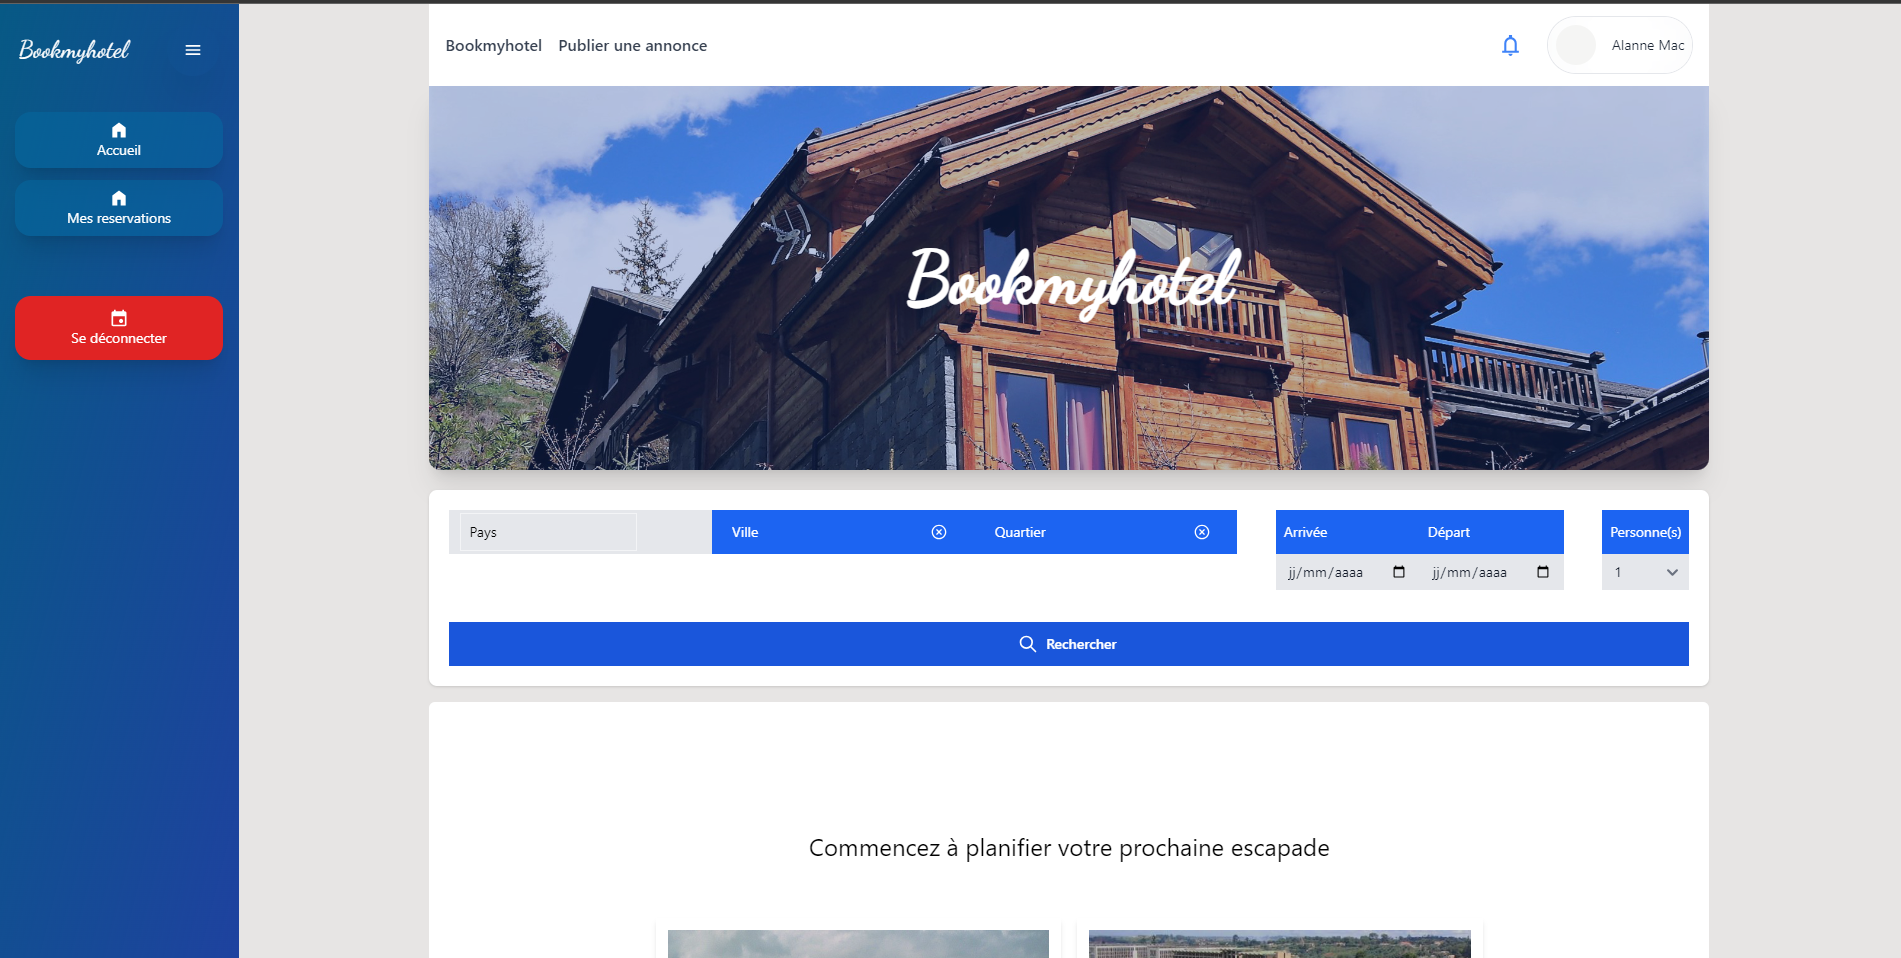 Bookmyhotel
Accueil
Mes reservations
Se déconnecter
Bookmyhotel Publier une annonce
Alanne Mac
Bookmyhotel
Pays
Ville
Quartier
Arrivée
Départ
Personne(s)
jj/mm/aaaa
jj/mm/aaaa
1
Rechercher
Commencez à planifier votre prochaine escapade